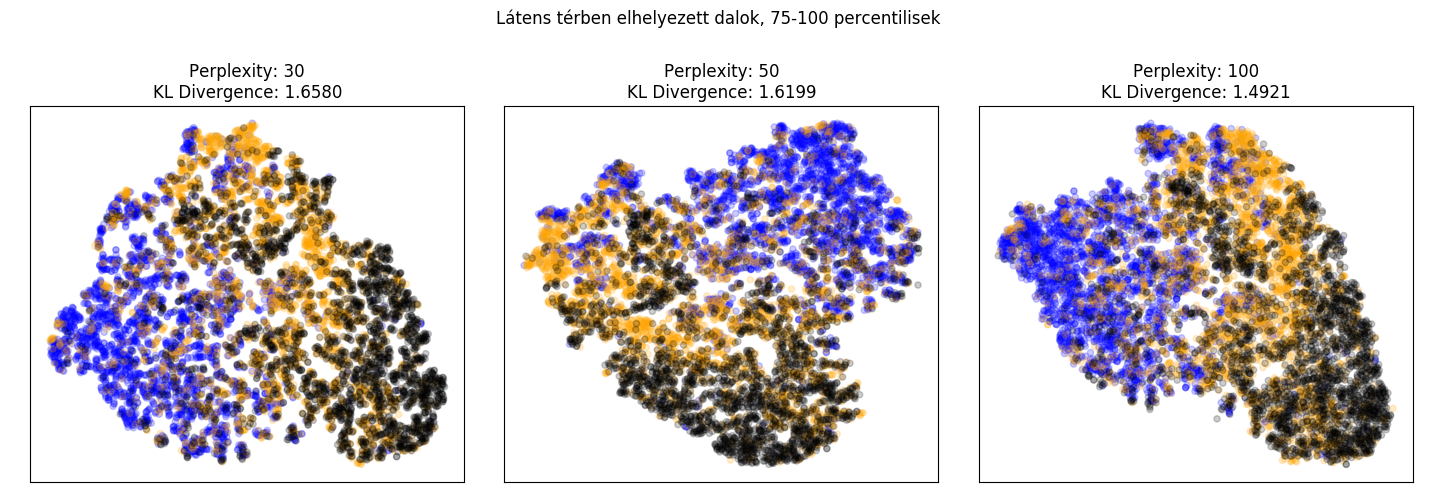 Látens térben elhelyezett dalok, 75-100 percentilisek
Perplexity: 30
KL Divergence: 1.6580
Perplexity: 50
KL Divergence: 1.6199
Perplexity: 100
KL Divergence: 1.4921